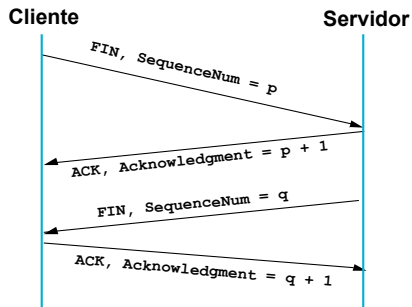 Cliente
Servidor
FIN, SequenceNum = p
ACK, Acknowledgment = p + 1
FIN, SequenceNum = q
ACK, Acknowledgment = q + 1